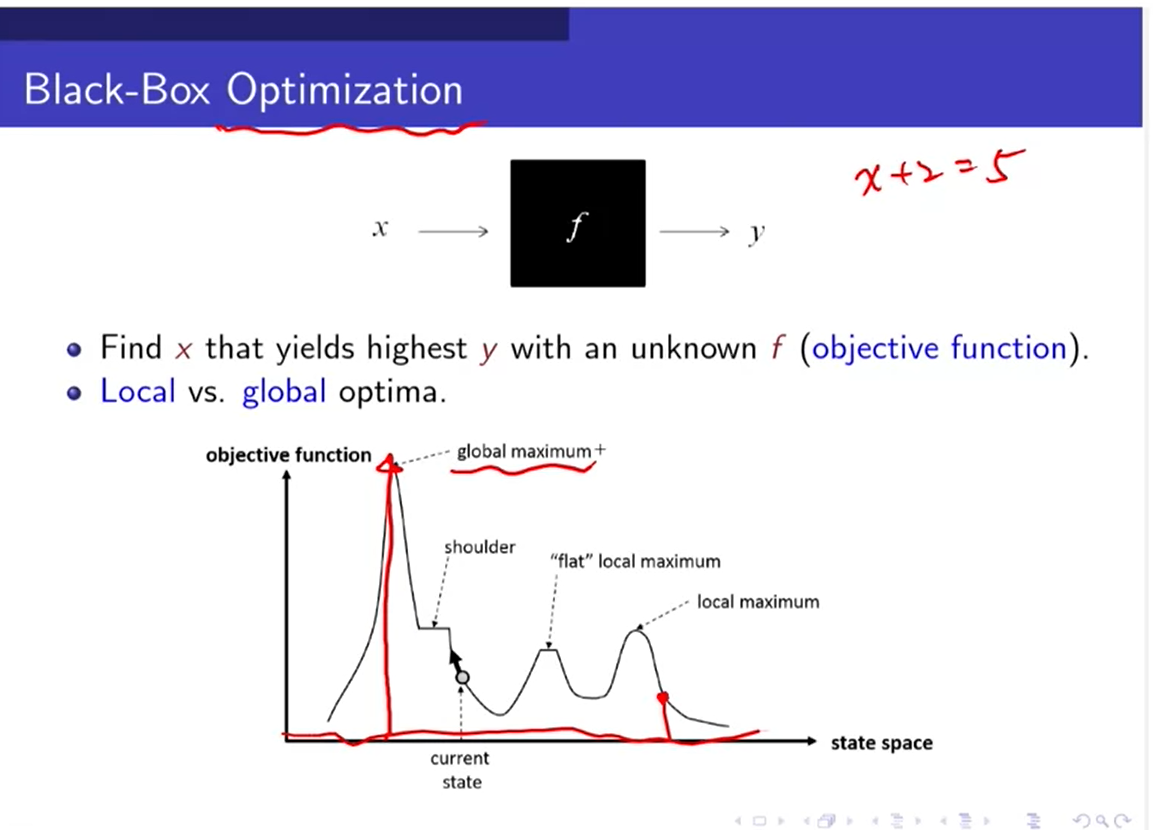 Black-Box Optimization
x+2=5
x f y
Find x that yields highest y with an unknown f (objective function).
Local vs. global optima.
objective function
global maximum+
shoulder
“flat” local maximum
local maximum
state space
current
state